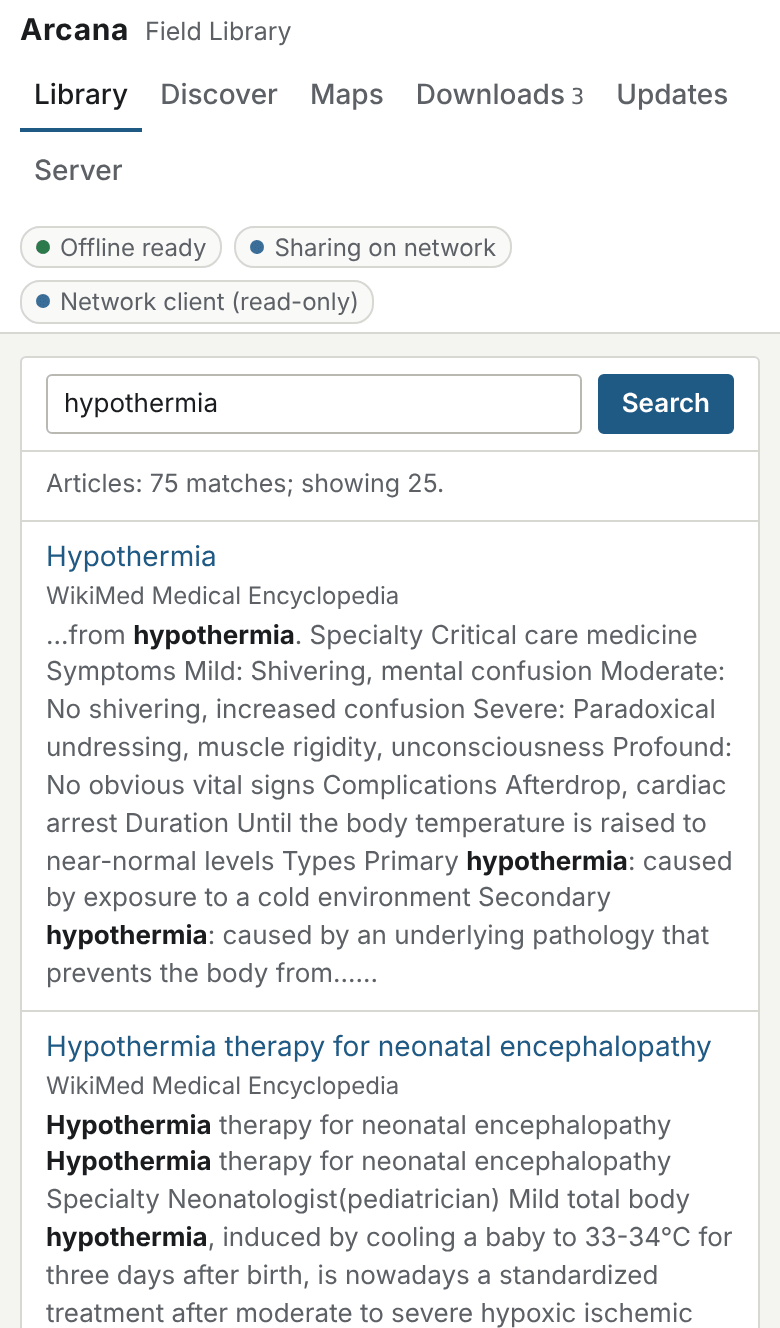 Arcana Field Library
Library Discover Maps Downloads 3 Updates
Server
Offline ready Sharing on network
Network client (read-only)
hypothermia Search
Articles: 75 matches; showing 25.
Hypothermia
WikiMed Medical Encyclopedia
...from hypothermia. Specialty Critical care medicine
Symptoms Mild: Shivering, mental confusion Moderate:
No shivering, increased confusion Severe: Paradoxical
undressing, muscle rigidity, unconsciousness Profound:
No obvious vital signs Complications Afterdrop, cardiac
arrest Duration Until the body temperature is raised to
near-normal levels Types Primary hypothermia: caused
by exposure to a cold environment Secondary
hypothermia: caused by an underlying pathology that
prevents the body from......
Hypothermia therapy for neonatal encephalopathy
WikiMed Medical Encyclopedia
Hypothermia therapy for neonatal encephalopathy
Hypothermia therapy for neonatal encephalopathy
Specialty Neonatologist(pediatrician) Mild total body
hypothermia, induced by cooling a baby to 33-34°C for
three days after birth, is nowadays a standardized
treatment after moderate to severe hypoxic ischemic